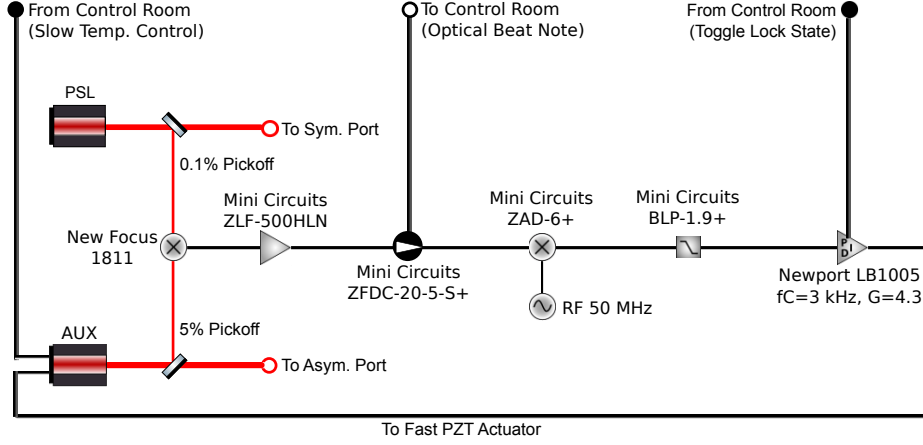 From Control Room
(Slow Temp. Control)
To Control Room
(Optical Beat Note)
From Control Room
(Toggle Lock State)
PSL
To Sym. Port
0.1% Pickoff
Mini Circuits
ZLF-500HLN
Mini Circuits
ZAD-6+
Mini Circuits
BLP-1.9+
New Focus
1811
P
I
D
Mini Circuits
ZFDC-20-5-S+
Newport LB1005
fC=3 kHz, G=4.3
RF 50 MHz
5% Pickoff
AUX
To Asym. Port
To Fast PZT Actuator